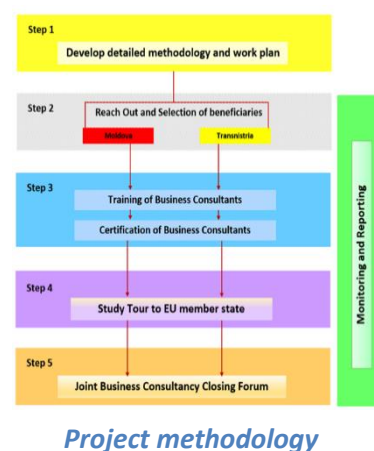 Step 1
Develop detailed methodology and work plan
Step 2
Reach Out and Selection of beneficiaries
Moldova
Transnistria
Step 3
Training of Business Consultants
Certification of Business Consultants
Step 4
Study Tour to EU member state
Step 5
Joint Business Consultancy Closing Forum
Monitoring and Reporting
Project methodology